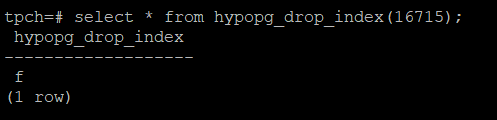 tpch=# select * from hypopg_drop_index(16715);
 hypopg_drop_index
-------------------
 f
(1 row)